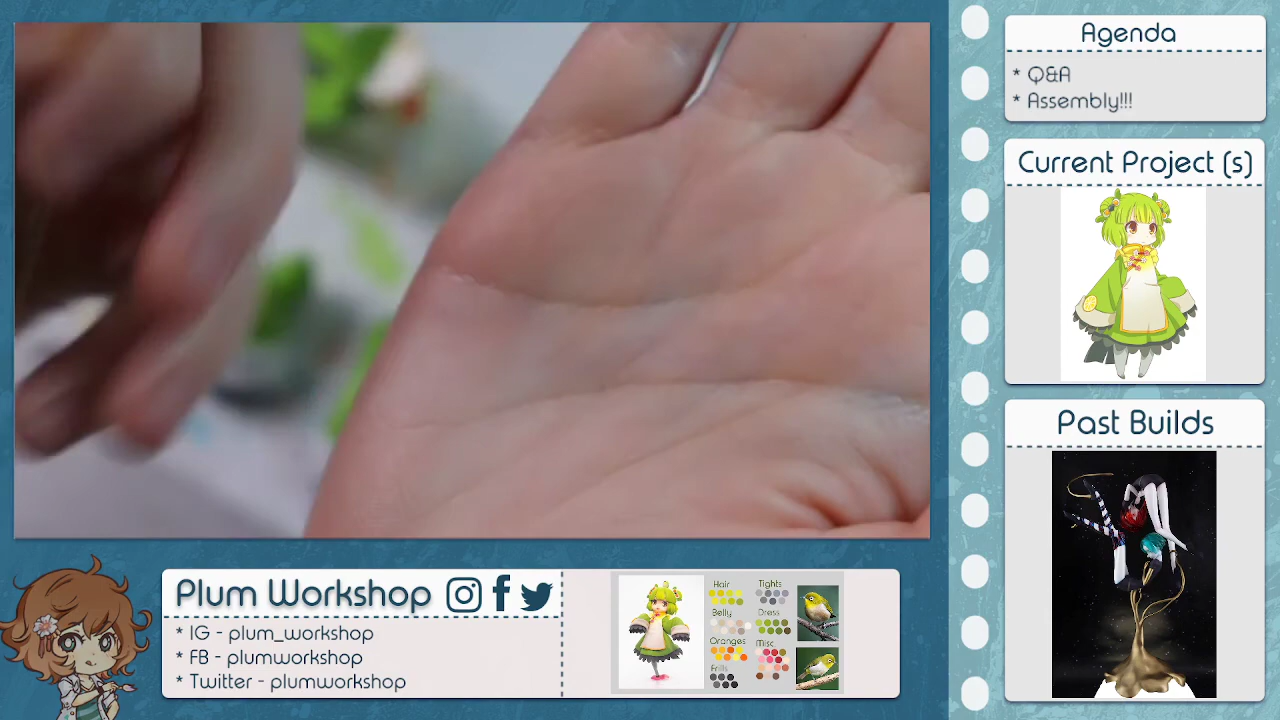 Agenda
* Q&A
* Assembly!!!
Current Project (s)
Past Builds
Plum Workshop
* IG - plum_workshop
* FB - plumworkshop
* Twitter - plumworkshop
Hair
Tights
Belly
Dress
Oranges
Misc
Frills